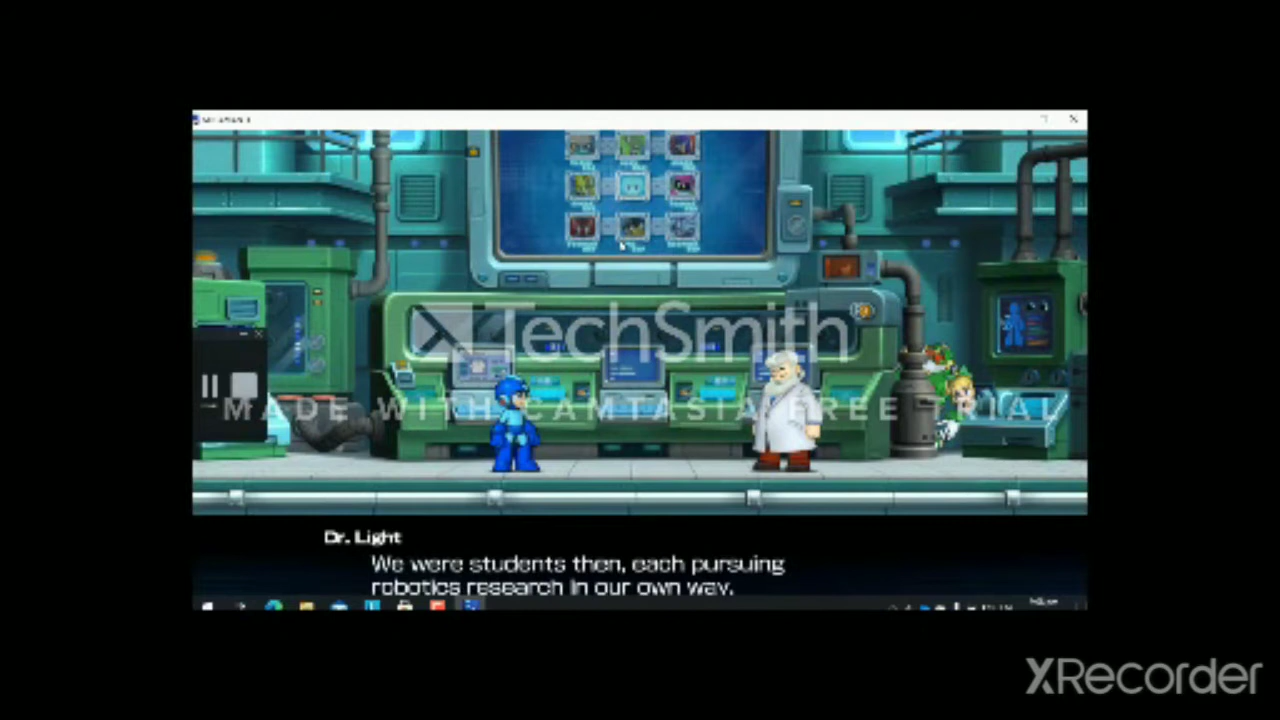 TechSmith
MADE WITH CAMTASIA FREE TRIAL
Dr. Light
We were students then, each pursuing
robotics research in our own way.
XRecorder